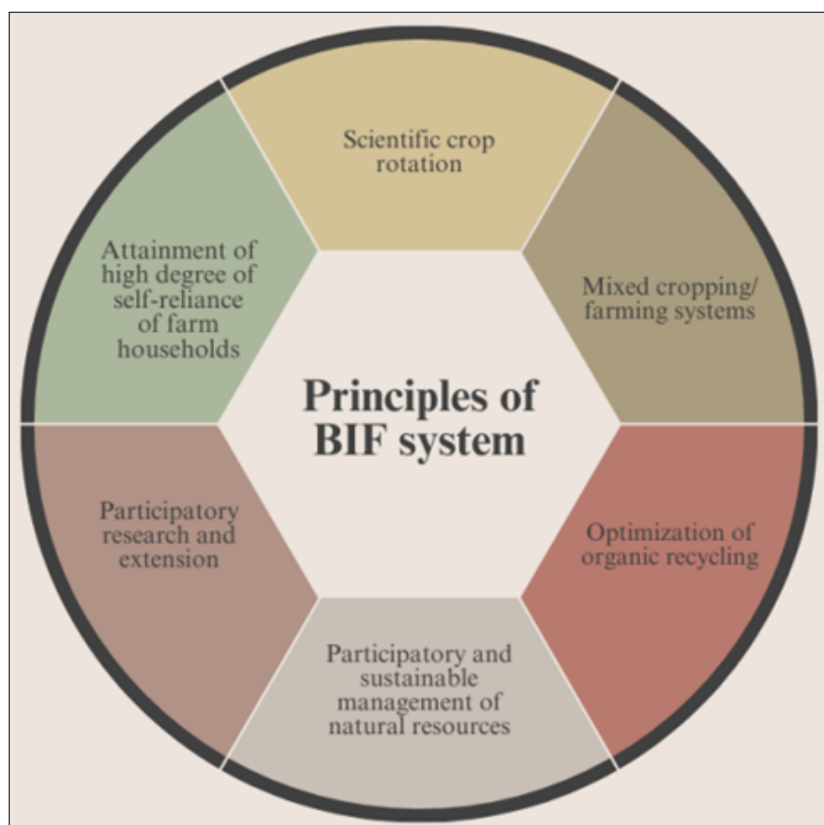 Principles of
BIF system
Scientific crop
rotation
Mixed cropping/
farming systems
Optimization of
organic recycling
Participatory and
sustainable
management of
natural resources
Participatory
research and
extension
Attainment of
high degree of
self-reliance
of farm
households